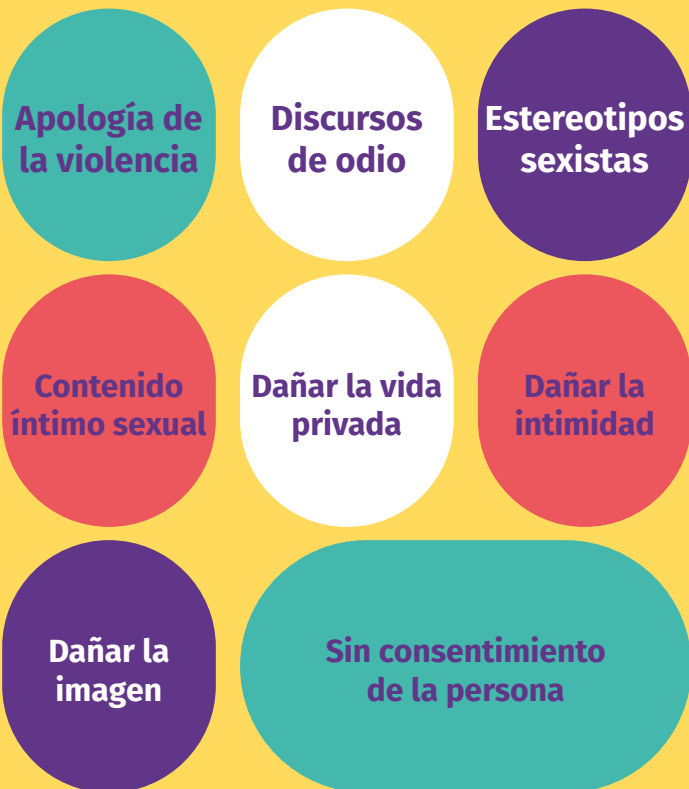 Apología de
la violencia
Discursos
de odio
Estereotipos
sexistas
Contenido
íntimo sexual
Dañar la vida
privada
Dañar la
intimidad
Dañar la
imagen
Sin consentimiento
de la persona